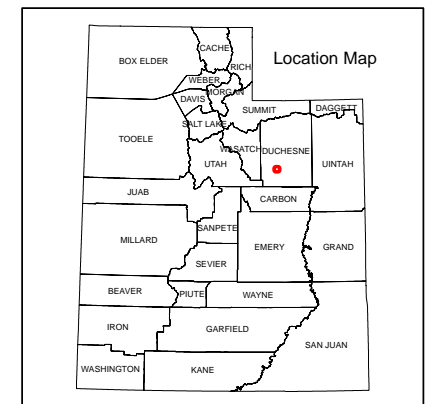 Location Map
BOX ELDER
CACHE
RICH
WEBER
MORGAN
DAVIS
SUMMIT
DAGGETT
SALT LAKE
TOOELE
WASATCH
DUCHESNE
UTAH
UINTAH
JUAB
CARBON
SANPETE
MILLARD
EMERY
GRAND
SEVIER
BEAVER
PIUTE
WAYNE
IRON
GARFIELD
SAN JUAN
WASHINGTON
KANE